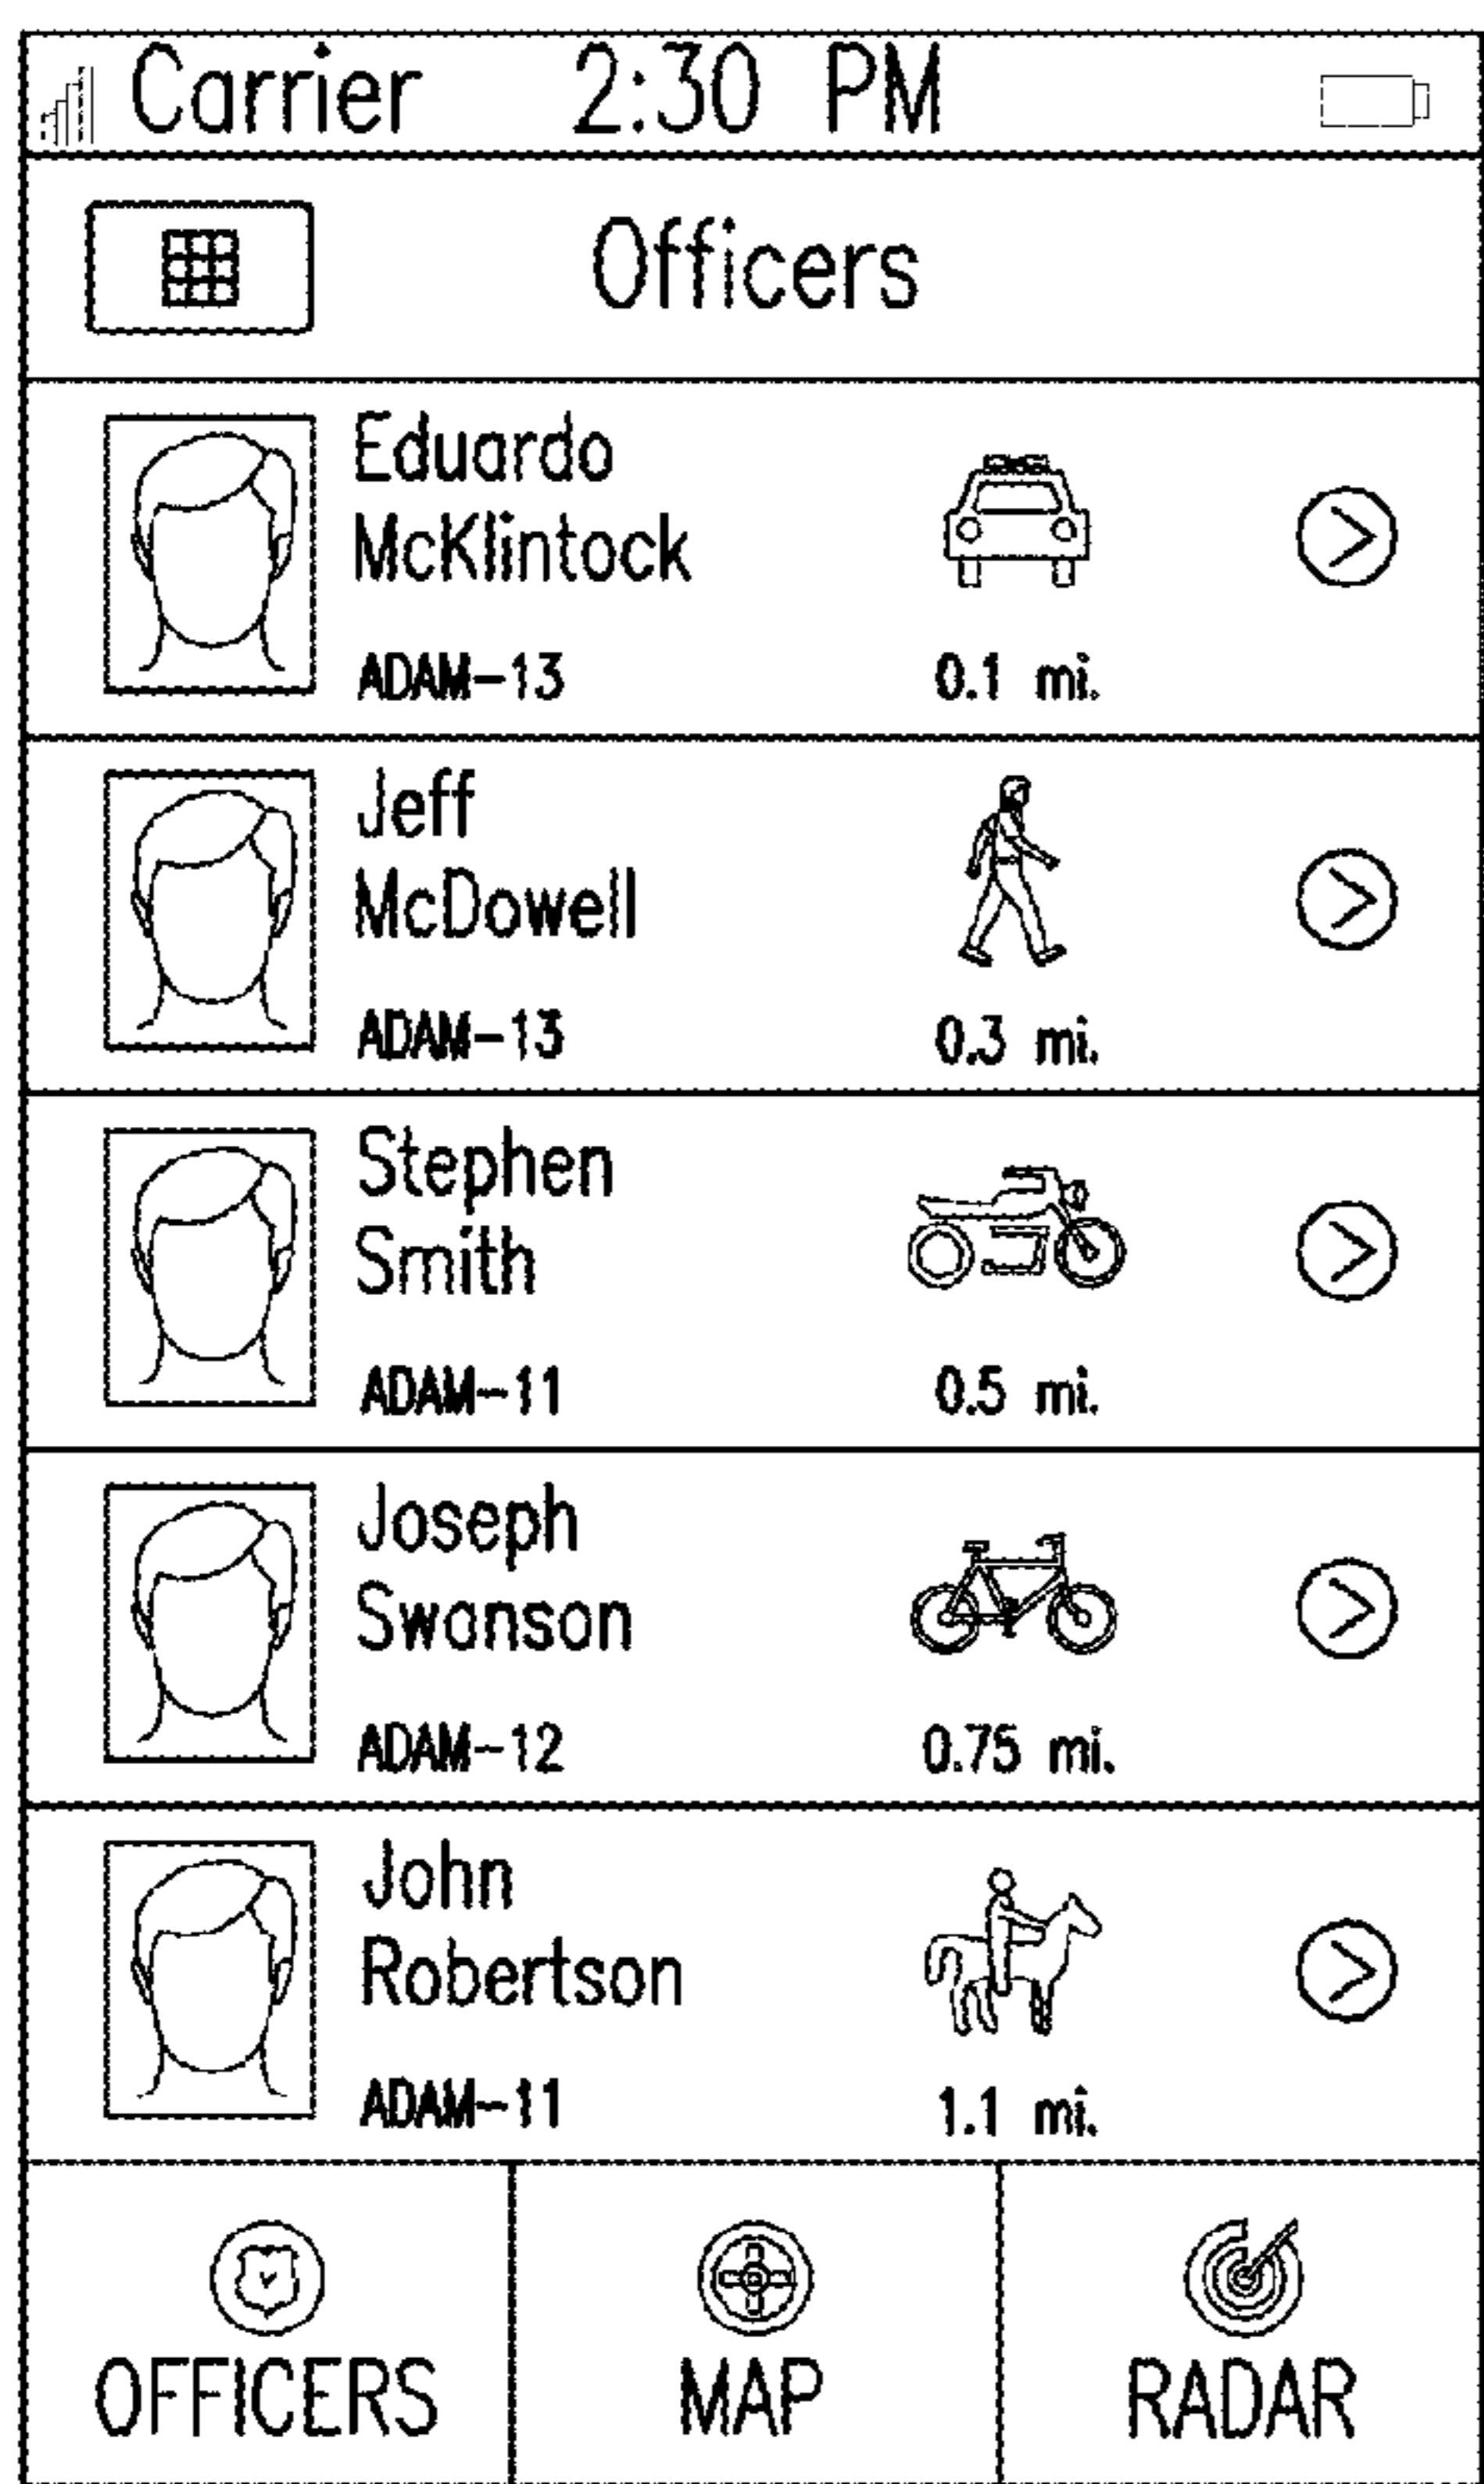 Carrier 2:30 PM
Officers
Eduardo
McKlintock
ADAM-13 0.1 mi.
Jeff
McDowell
ADAM-13 0.3 mi.
Stephen
Smith
ADAM-11 0.5 mi.
Joseph
Swanson
ADAM-12 0.75 mi.
John
Robertson
ADAM-11 1.1 mi.
OFFICERS MAP RADAR